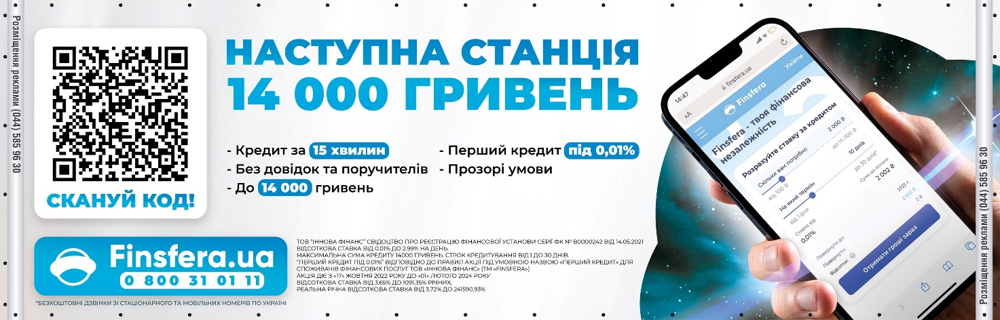 Розміщення реклами (044) 585 96 30
СКАНУЙ КОД!
НАСТУПНА СТАНЦІЯ
14 000 ГРИВЕНЬ
- Кредит за 15 хвилин
- Без довідок та поручителів
- До 14 000 гривень
- Перший кредит під 0,01%
- Прозорі умови
Finsfera.ua
0 800 31 01 11
*БЕЗКОШТОВНІ ДЗВІНКИ ЗІ СТАЦІОНАРНОГО ТА МОБІЛЬНИХ НОМЕРІВ ПО УКРАЇНІ
ТОВ "ІННОВА ФІНАНС" СВІДОЦТВО ПРО РЕЄСТРАЦІЮ ФІНАНСОВОЇ УСТАНОВИ СЕРІЇ ФК № В0000242 ВІД 14.05.2021
ВІДСОТКОВА СТАВКА ВІД 0.01% ДО 2.99% НА ДЕНЬ.
МАКСИМАЛЬНА СУМА КРЕДИТУ 14000 ГРИВЕНЬ. СТРОК КРЕДИТУВАННЯ ВІД 1 ДО 30 ДНІВ.
"ПЕРШИЙ КРЕДИТ ПІД 0.01%" ВІДПОВІДНО ДО ПРАВИЛ АКЦІЇ ПІД УМОВНОЮ НАЗВОЮ «ПЕРШИЙ КРЕДИТ» ДЛЯ
СПОЖИВАЧІВ ФІНАНСОВИХ ПОСЛУГ ТОВ «ІННОВА ФІНАНС» (ТМ «FINSFERA»)
АКЦІЯ ДІЄ З «17» ЖОВТНЯ 2022 РОКУ ДО «01» ЛЮТОГО 2024 РОКУ
ВІДСОТКОВА СТАВКА ВІД 3.65% ДО 1091,35% РІЧНИХ,
РЕАЛЬНА РІЧНА ВІДСОТКОВА СТАВКА ВІД 3.72% ДО 241590.93%
14:47
AA
finsfera.ua
Finsfera
Увійти
Finsfera - твоя фінансова
незалежність
Розрахуйте ставку за кредитом
Скільки вам потрібно
2 000 ₴
від 100 ₴
до 14 000 ₴
На який термін
10 днів
від 1 дня
до 30 днів*
Ставка від
0,01%
Сума до оплати
2 002 ₴
Повернути до:
2023 г.
Повернути:
2 002 ₴
Відсотки:
2 ₴
Отримати гроші зараз
Розміщення реклами (044) 585 96 30